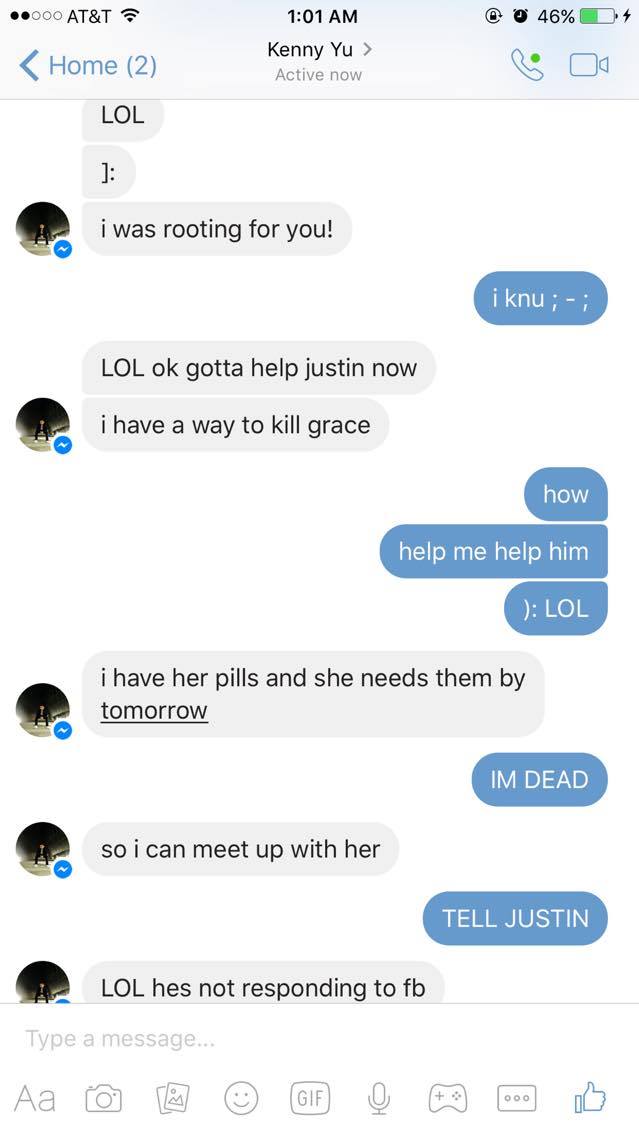 AT&T
1:01 AM
46%
Home (2)
Kenny Yu
Active now
LOL
]:
i was rooting for you!
i knu ; - ;
LOL ok gotta help justin now
i have a way to kill grace
how
help me help him
): LOL
i have her pills and she needs them by
tomorrow
IM DEAD
so i can meet up with her
TELL JUSTIN
LOL hes not responding to fb
Type a message...
Aa
GIF